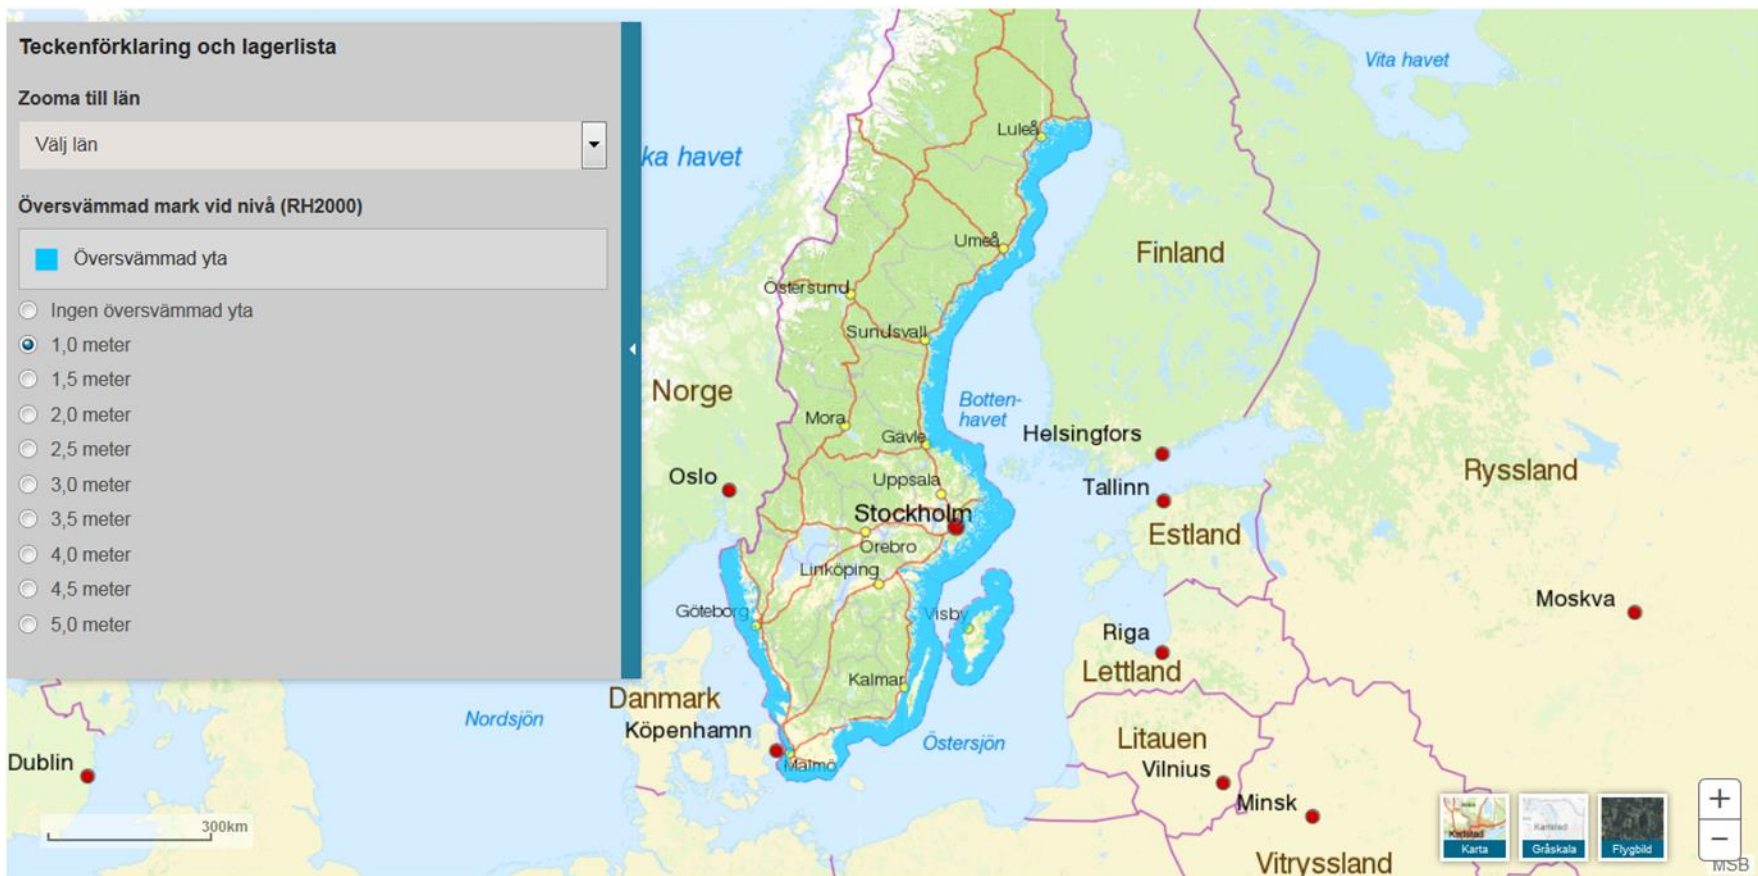 Teckenförklaring och lagerlista
Zooma till län
Välj län
Översvämmad mark vid nivå (RH2000)
Översvämmad yta
Ingen översvämmad yta
1,0 meter
1,5 meter
2,0 meter
2,5 meter
3,0 meter
3,5 meter
4,0 meter
4,5 meter
5,0 meter
Vita havet
Luleå
ka havet
Umeå
Finland
Östersund
Sundsvall
Norge
Botten-
havet
Mora
Gävle
Helsingfors
Oslo
Uppsala
Tallinn
Ryssland
Stockholm
Estland
Örebro
Linköping
Göteborg
Visby
Moskva
Riga
Lettland
Kalmar
Danmark
Nordsjön
Köpenhamn
Östersjön
Litauen
Malmö
Dublin
Vilnius
Minsk
300km
Vitryssland
Karlstad
Karta
Karlstad
Gråskala
Flygbild
+
−
MSB